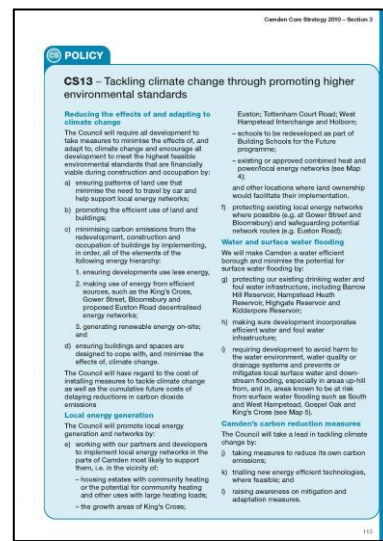 Camden Core Strategy 2010 – Section 3
CS POLICY
CS13 – Tackling climate change through promoting higher
environmental standards
Reducing the effects of and adapting to
climate change
The Council will require all development to
take measures to minimise the effects of, and
adapt to, climate change and encourage all
development to meet the highest feasible
environmental standards that are financially
viable during construction and occupation by:
a) ensuring patterns of land use that
minimise the need to travel by car and
help support local energy networks;
b) promoting the efficient use of land and
buildings;
c) minimising carbon emissions from the
redevelopment, construction and
occupation of buildings by implementing,
in order, all of the elements of the
following energy hierarchy:
1. ensuring developments use less energy,
2. making use of energy from efficient
sources, such as the King's Cross,
Gower Street, Bloomsbury and
proposed Euston Road decentralised
energy networks;
3. generating renewable energy on-site;
and
d) ensuring buildings and spaces are
designed to cope with, and minimise the
effects of, climate change.
The Council will have regard to the cost of
installing measures to tackle climate change
as well as the cumulative future costs of
delaying reductions in carbon dioxide
emissions
Local energy generation
The Council will promote local energy
generation and networks by:
e) working with our partners and developers
to implement local energy networks in the
parts of Camden most likely to support
them, i.e. in the vicinity of:
– housing estates with community heating
or the potential for community heating
and other uses with large heating loads;
– the growth areas of King's Cross;
Euston; Tottenham Court Road; West
Hampstead Interchange and Holborn;
– schools to be redeveloped as part of
Building Schools for the Future
programme;
– existing or approved combined heat and
power/local energy networks (see Map
4);
and other locations where land ownership
would facilitate their implementation.
f) protecting existing local energy networks
where possible (e.g. at Gower Street and
Bloomsbury) and safeguarding potential
network routes (e.g. Euston Road);
Water and surface water flooding
We will make Camden a water efficient
borough and minimise the potential for
surface water flooding by:
g) protecting our existing drinking water and
foul water infrastructure, including Barrow
Hill Reservoir, Hampstead Heath
Reservoir, Highgate Reservoir and
Kidderpore Reservoir;
h) making sure development incorporates
efficient water and foul water
infrastructure;
i) requiring development to avoid harm to
the water environment, water quality or
drainage systems and prevents or
mitigates local surface water and down-
stream flooding, especially in areas up-hill
from, and in, areas known to be at risk
from surface water flooding such as South
and West Hampstead, Gospel Oak and
King's Cross (see Map 5).
Camden's carbon reduction measures
The Council will take a lead in tackling climate
change by:
j) taking measures to reduce its own carbon
emissions;
k) trialling new energy efficient technologies,
where feasible; and
l) raising awareness on mitigation and
adaptation measures.